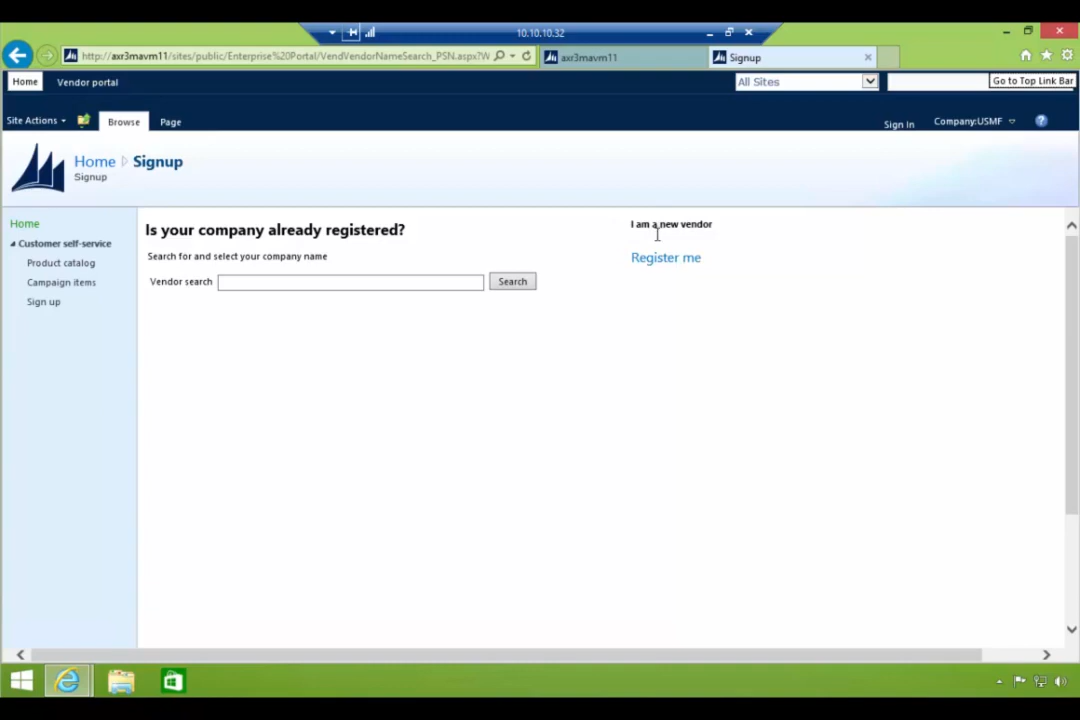 10.10.10.32
http://axr3mavm11/sites/public/Enterprise%20Portal/VendVendorNameSearch_PSN.aspx?W
axr3mavm11
Signup
Home
Vendor portal
All Sites
Go to Top Link Bar
Site Actions
Browse
Page
Sign In
Company:USMF
Home Signup
Signup
Home
Customer self-service
Product catalog
Campaign items
Sign up
Is your company already registered?
Search for and select your company name
Vendor search
Search
I am a new vendor
Register me